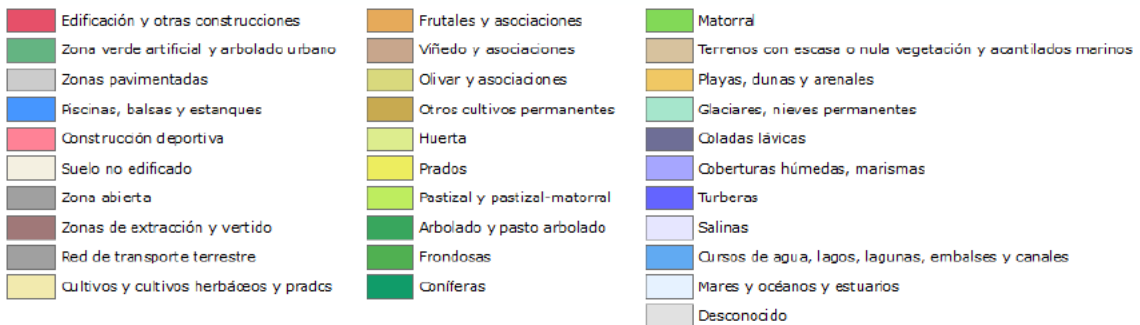 Edificación y otras construcciones
Zona verde artificial y arbolado urbano
Zonas pavimentadas
Piscinas, balsas y estanques
Construcción deportiva
Suelo no edificado
Zona abierta
Zonas de extracción y vertido
Red de transporte terrestre
Cultivos y cultivos herbáceos y prados
Frutales y asociaciones
Viñedo y asociaciones
Olivar y asociaciones
Otros cultivos permanentes
Huerta
Prados
Pastizal y pastizal-matorral
Arbolado y pasto arbolado
Frondosas
Coníferas
Matorral
Terrenos con escasa o nula vegetación y acantilados marinos
Playas, dunas y arenales
Glaciares, nieves permanentes
Coladas lávicas
Coberturas húmedas, marismas
Turberas
Salinas
Cursos de agua, lagos, lagunas, embalses y canales
Mares y océanos y estuarios
Desconocido